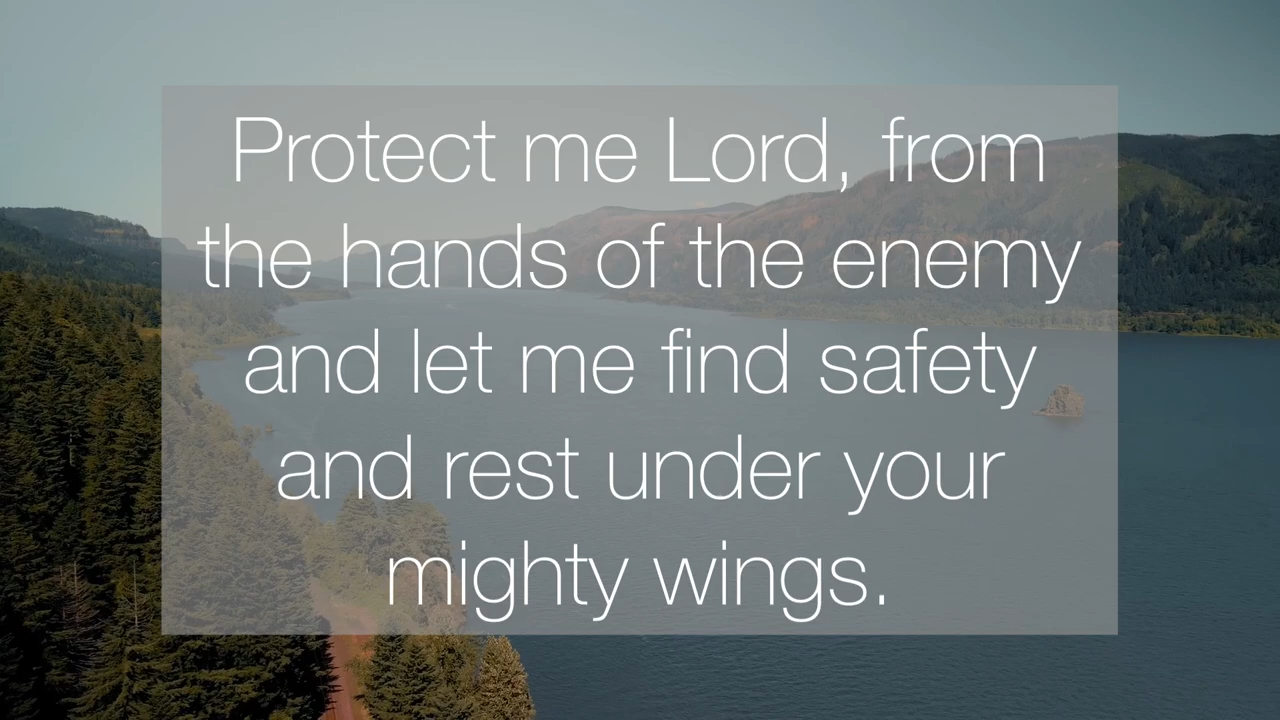 Protect me Lord, from
the hands of the enemy
and let me find safety
and rest under your
mighty wings.